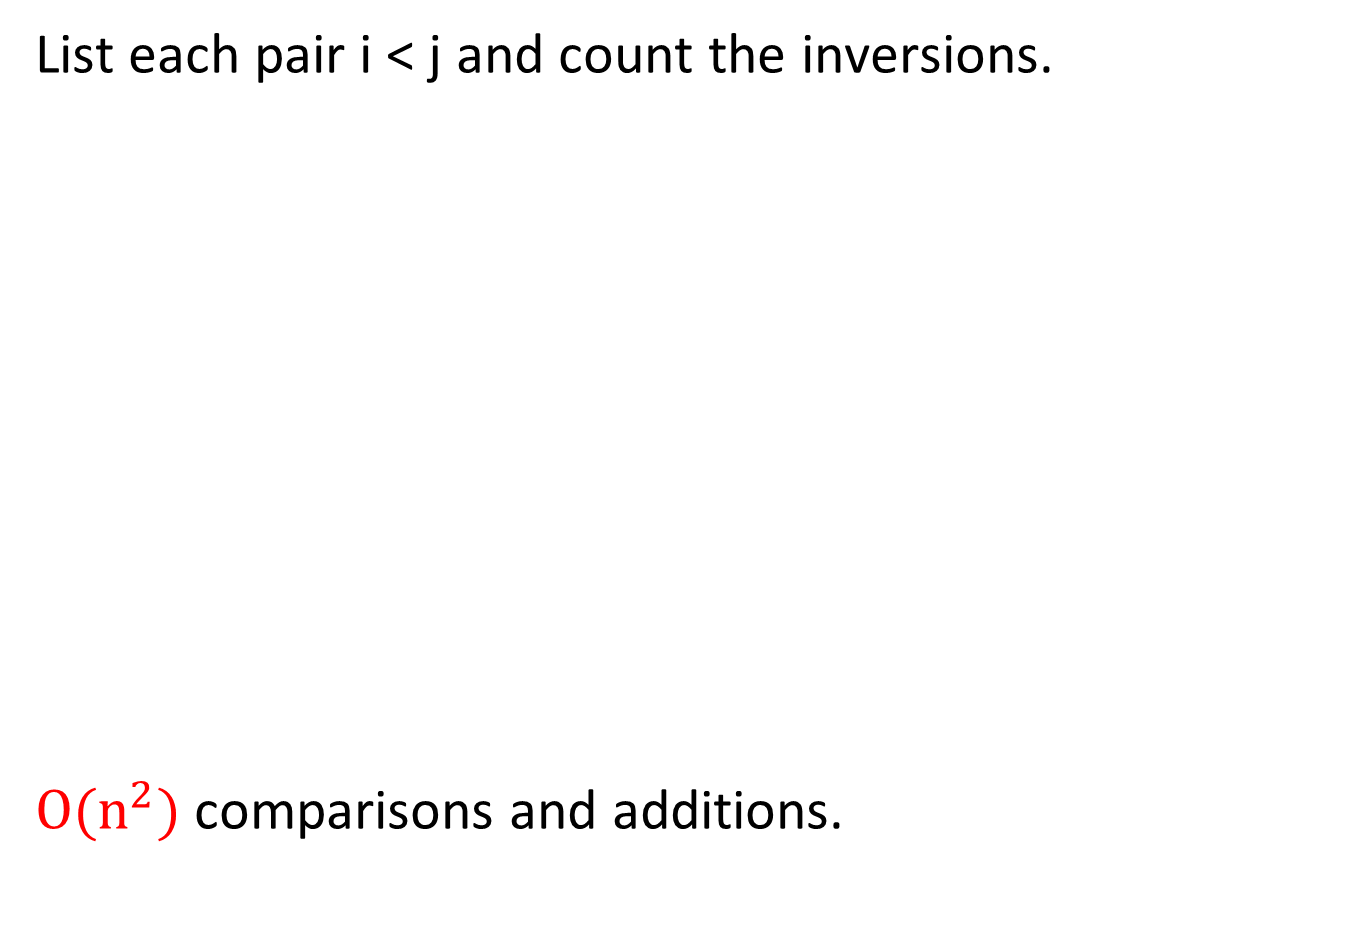 List each pair i < j and count the inversions.
O(n²) comparisons and additions.